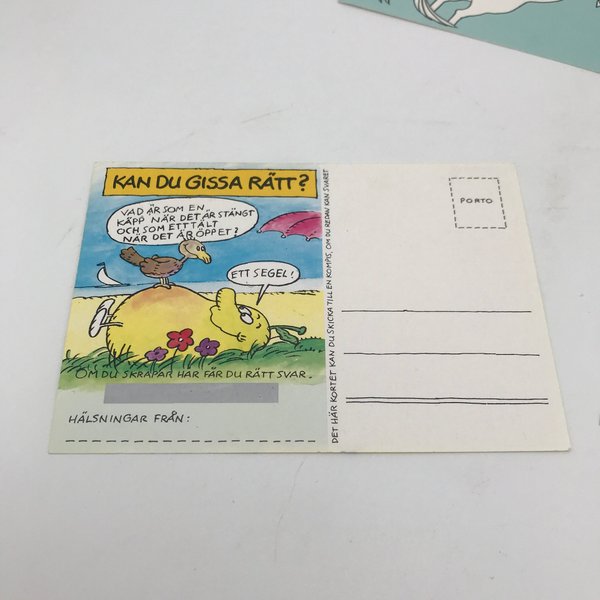 KAN DU GISSA RÄTT?
VAD ÄR SOM EN
KÄPP NÄR DET ÄR STÄNGT
OCH SOM ETT TÄLT
NÄR DET ÄR ÖPPET?
ETT SEGEL!
OM DU SKRAPAR HÄR FÅR DU RÄTT SVAR.
HÄLSNINGAR FRÅN:
DET HÄR KORTET KAN DU SKICKA TILL EN KOMPIS, OM DU REDAN KAN SVARET
PORTO